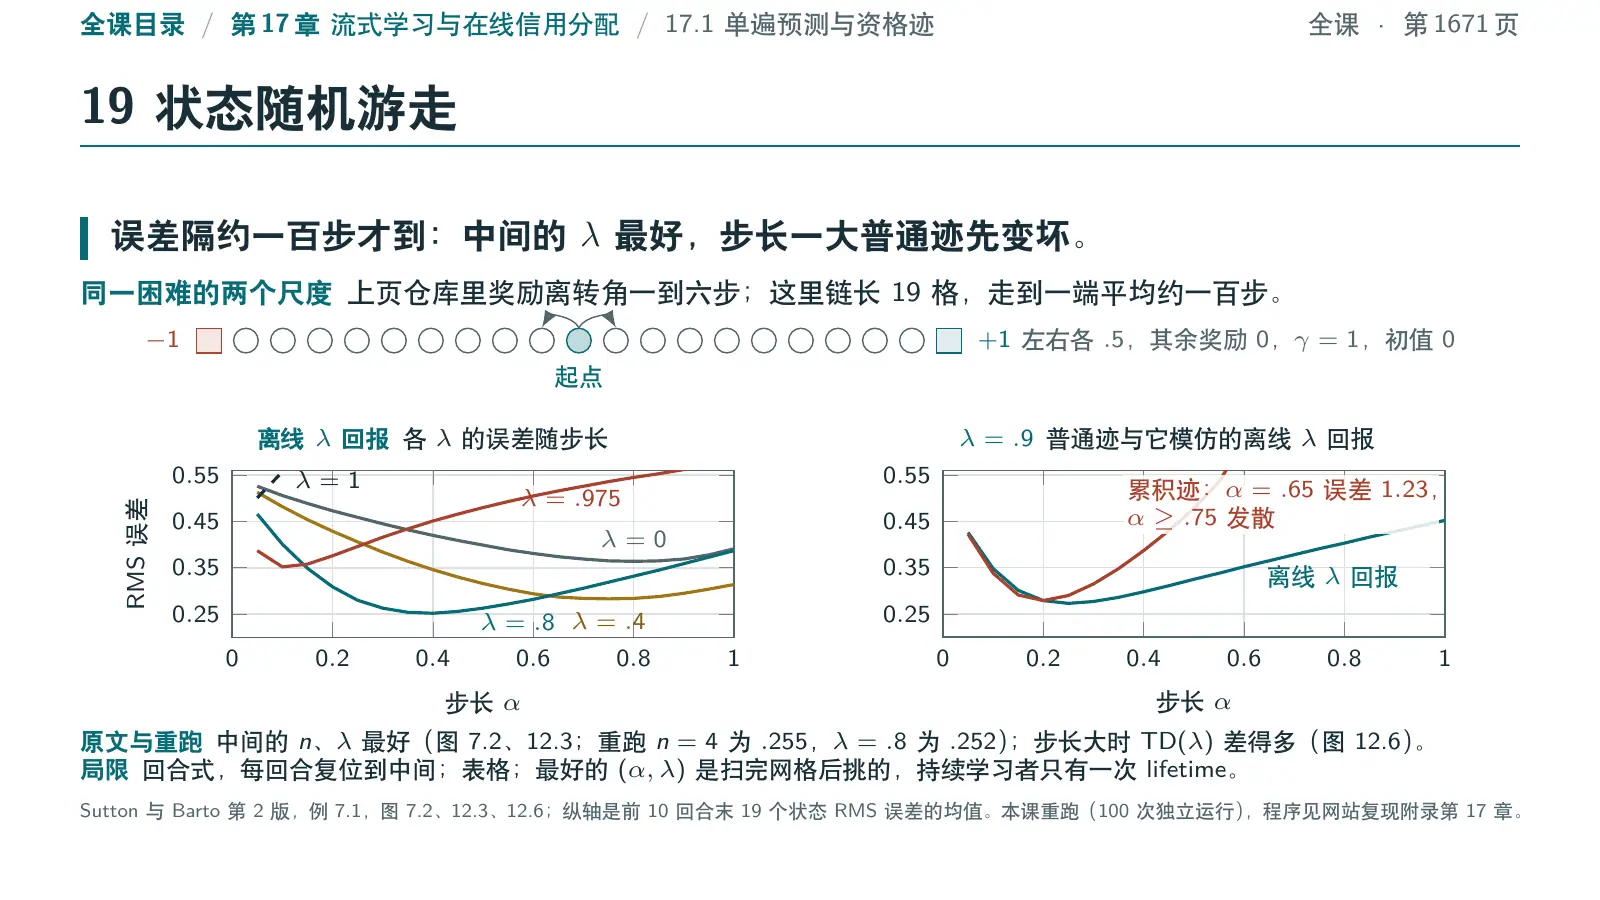 全课目录 / 第 17 章 流式学习与在线信用分配 / 17.1 单遍预测与资格迹
全课 · 第 1671 页
19 状态随机游走
误差隔约一百步才到：中间的 λ 最好，步长一大普通迹先变坏。
同一困难的两个尺度 上页仓库里奖励离转角一到六步；这里链长 19 格，走到一端平均约一百步。
−1
+1 左右各 .5，其余奖励 0，γ = 1，初值 0
起点
离线 λ 回报 各 λ 的误差随步长
RMS 误差
0.55
0.45
0.35
0.25
λ = 1
λ = .975
λ = 0
λ = .8
λ = .4
0 0.2 0.4 0.6 0.8 1
步长 α
λ = .9 普通迹与它模仿的离线 λ 回报
0.55
0.45
0.35
0.25
累积迹：α = .65 误差 1.23，
α ≥ .75 发散
离线 λ 回报
0 0.2 0.4 0.6 0.8 1
步长 α
原文与重跑 中间的 n、λ 最好（图 7.2、12.3；重跑 n = 4 为 .255，λ = .8 为 .252）；步长大时 TD(λ) 差得多（图 12.6）。
局限 回合式，每回合复位到中间；表格；最好的 (α, λ) 是扫完网格后挑的，持续学习者只有一次 lifetime。
Sutton 与 Barto 第 2 版，例 7.1，图 7.2、12.3、12.6；纵轴是前 10 回合末 19 个状态 RMS 误差的均值。本课重跑（100 次独立运行），程序见网站复现附录第 17 章。